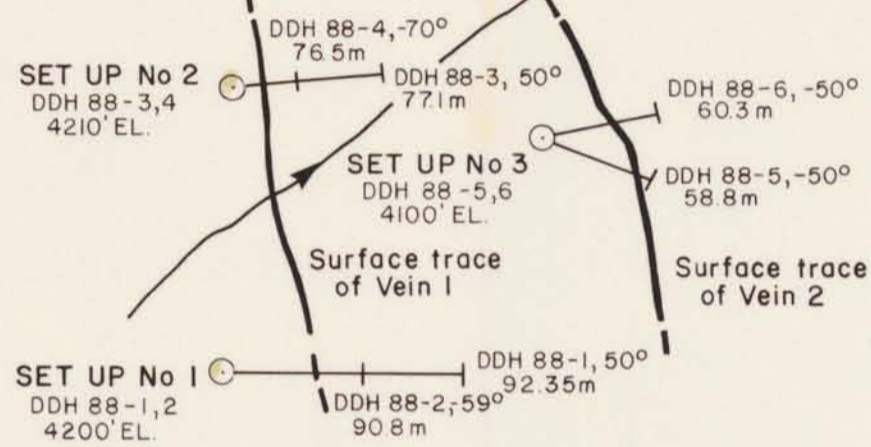 DDH 88-4,-70°
76.5m
SET UP No 2
DDH 88-3,4
4210' EL.
DDH 88-3, 50°
77.1m
DDH 88-6, -50°
60.3m
SET UP No 3
DDH 88-5,6
4100' EL.
DDH 88-5,-50°
58.8m
Surface trace
of Vein 1
Surface trace
of Vein 2
SET UP No 1
DDH 88-1,2
4200' EL.
DDH 88-1, 50°
92.35m
DDH 88-2,-59°
90.8m